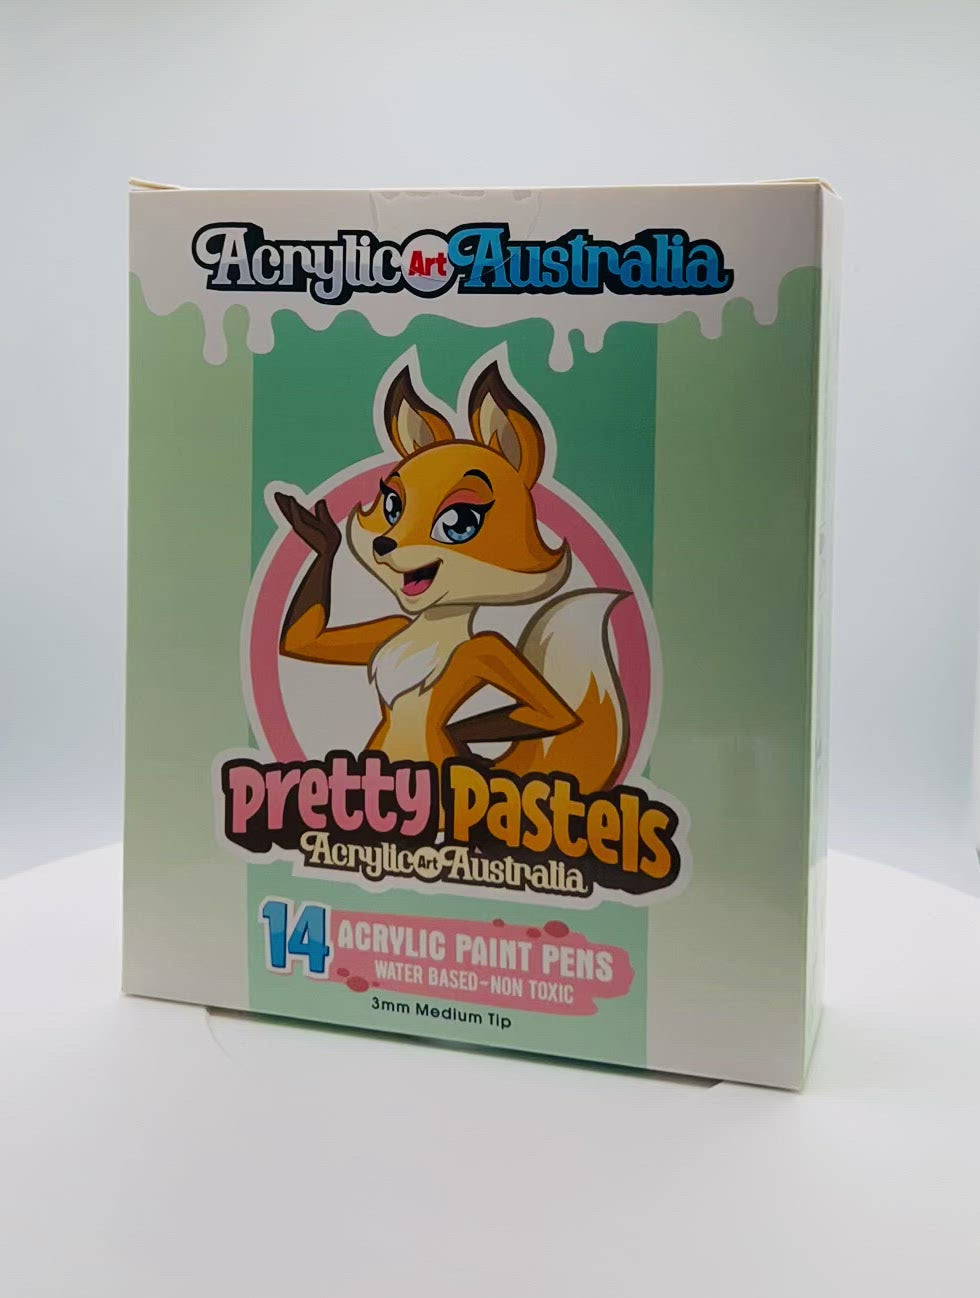 Acrylic Art Australia
Pretty Pastels
Acrylic Art Australia
14 ACRYLIC PAINT PENS
WATER BASED-NON TOXIC
3mm Medium Tip